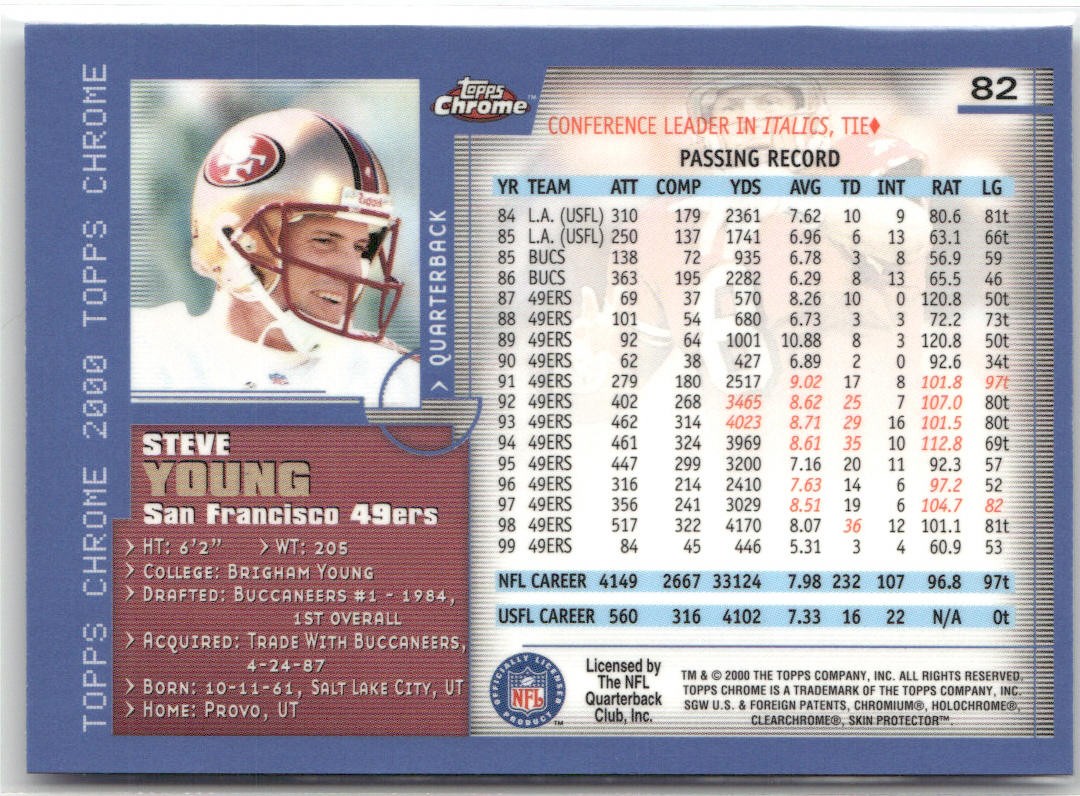 TOPPS CHROME 2000 TOPPS CHROME
Topps
Chrome™
82
QUARTERBACK
CONFERENCE LEADER IN ITALICS, TIE♦
PASSING RECORD
YR TEAM ATT COMP YDS AVG TD INT RAT LG
84 L.A. (USFL) 310 179 2361 7.62 10 9 80.6 81t
85 L.A. (USFL) 250 137 1741 6.96 6 13 63.1 66t
85 BUCS 138 72 935 6.78 3 8 56.9 59
86 BUCS 363 195 2282 6.29 8 13 65.5 46
87 49ERS 69 37 570 8.26 10 0 120.8 50t
88 49ERS 101 54 680 6.73 3 3 72.2 73t
89 49ERS 92 64 1001 10.88 8 3 120.8 50t
90 49ERS 62 38 427 6.89 2 0 92.6 34t
91 49ERS 279 180 2517 9.02 17 8 101.8 97t
92 49ERS 402 268 3465 8.62 25 7 107.0 80t
93 49ERS 462 314 4023 8.71 29 16 101.5 80t
94 49ERS 461 324 3969 8.61 35 10 112.8 69t
95 49ERS 447 299 3200 7.16 20 11 92.3 57
96 49ERS 316 214 2410 7.63 14 6 97.2 52
97 49ERS 356 241 3029 8.51 19 6 104.7 82
98 49ERS 517 322 4170 8.07 36 12 101.1 81t
99 49ERS 84 45 446 5.31 3 4 60.9 53
NFL CAREER 4149 2667 33124 7.98 232 107 96.8 97t
USFL CAREER 560 316 4102 7.33 16 22 N/A 0t
STEVE
YOUNG
San Francisco 49ers
> HT: 6'2" > WT: 205
> COLLEGE: BRIGHAM YOUNG
> DRAFTED: BUCCANEERS #1 - 1984,
1ST OVERALL
> ACQUIRED: TRADE WITH BUCCANEERS,
4-24-87
> BORN: 10-11-61, SALT LAKE CITY, UT
> HOME: PROVO, UT
OFFICIALLY LICENSED
NFL
PRODUCT™
Licensed by
The NFL
Quarterback
Club, Inc.
TM & © 2000 THE TOPPS COMPANY, INC. ALL RIGHTS RESERVED.
TOPPS CHROME IS A TRADEMARK OF THE TOPPS COMPANY, INC.
SGW U.S. & FOREIGN PATENTS, CHROMIUM®, HOLOCHROME®,
CLEARCHROME®, SKIN PROTECTOR™.